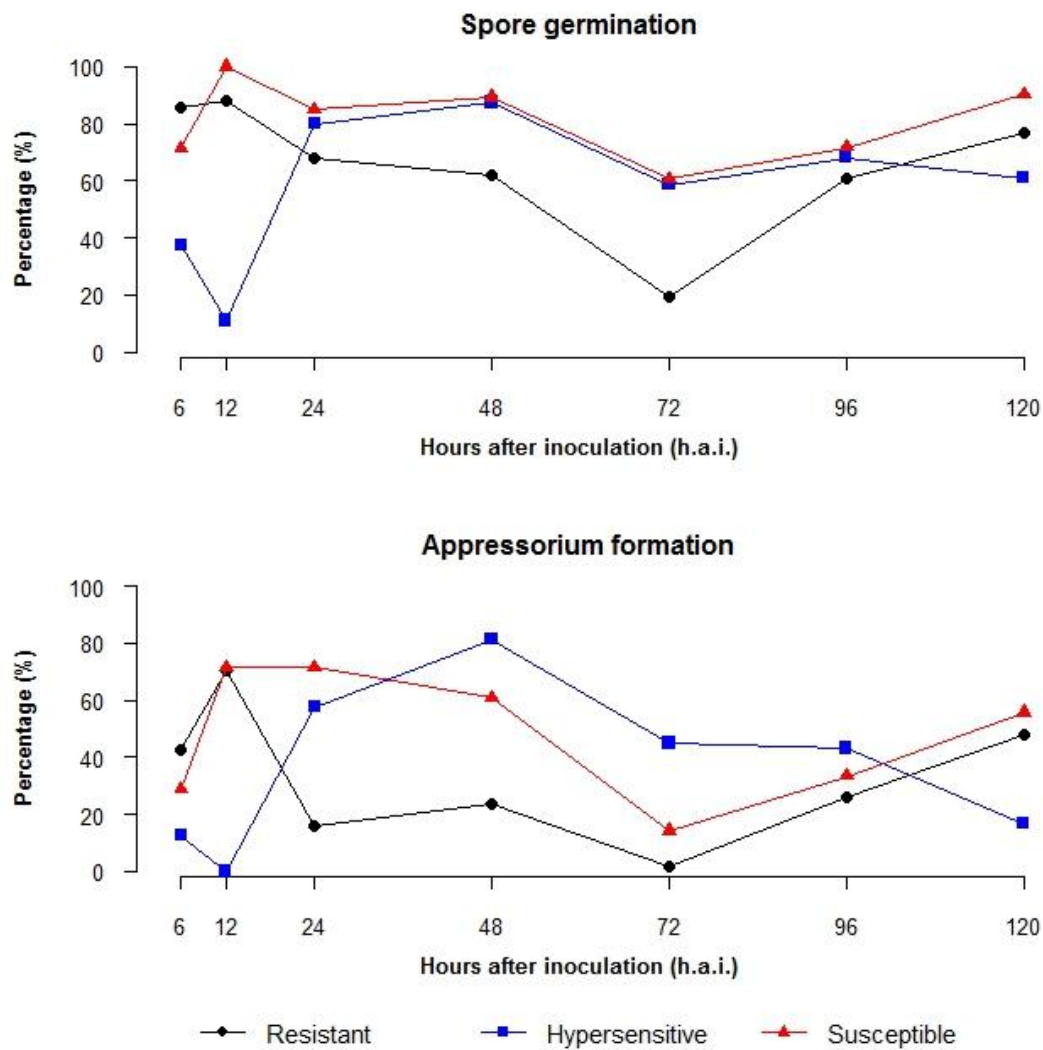 Spore germination
Percentage (%)
100
80
60
40
20
0
6 12 24 48 72 96 120
Hours after inoculation (h.a.i.)
Appressorium formation
Percentage (%)
100
80
60
40
20
0
6 12 24 48 72 96 120
Hours after inoculation (h.a.i.)
Resistant Hypersensitive Susceptible